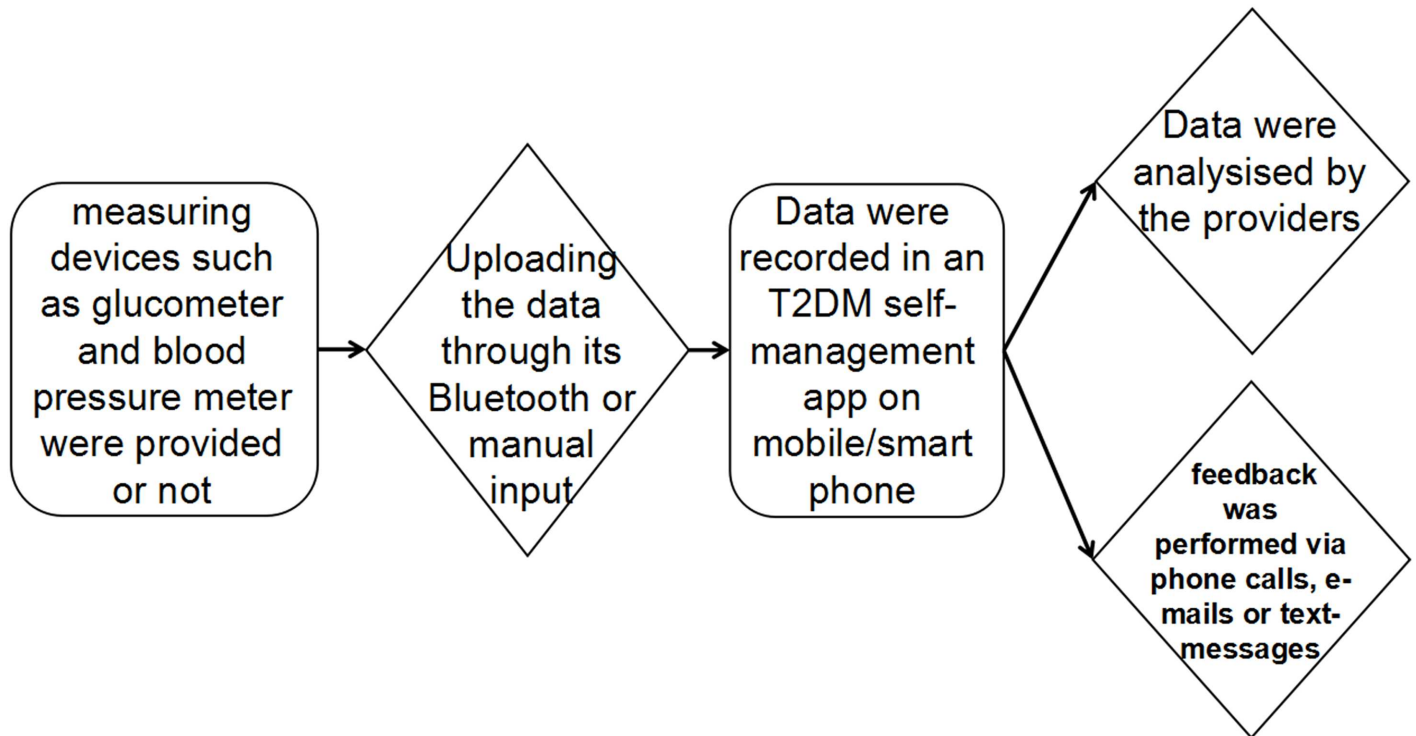 measuring
devices such
as glucometer
and blood
pressure meter
were provided
or not
Uploading
the data
through its
Bluetooth or
manual
input
Data were
recorded in an
T2DM self-
management
app on
mobile/smart
phone
Data were
analysised by
the providers
feedback
was
performed via
phone calls, e-
mails or text-
messages